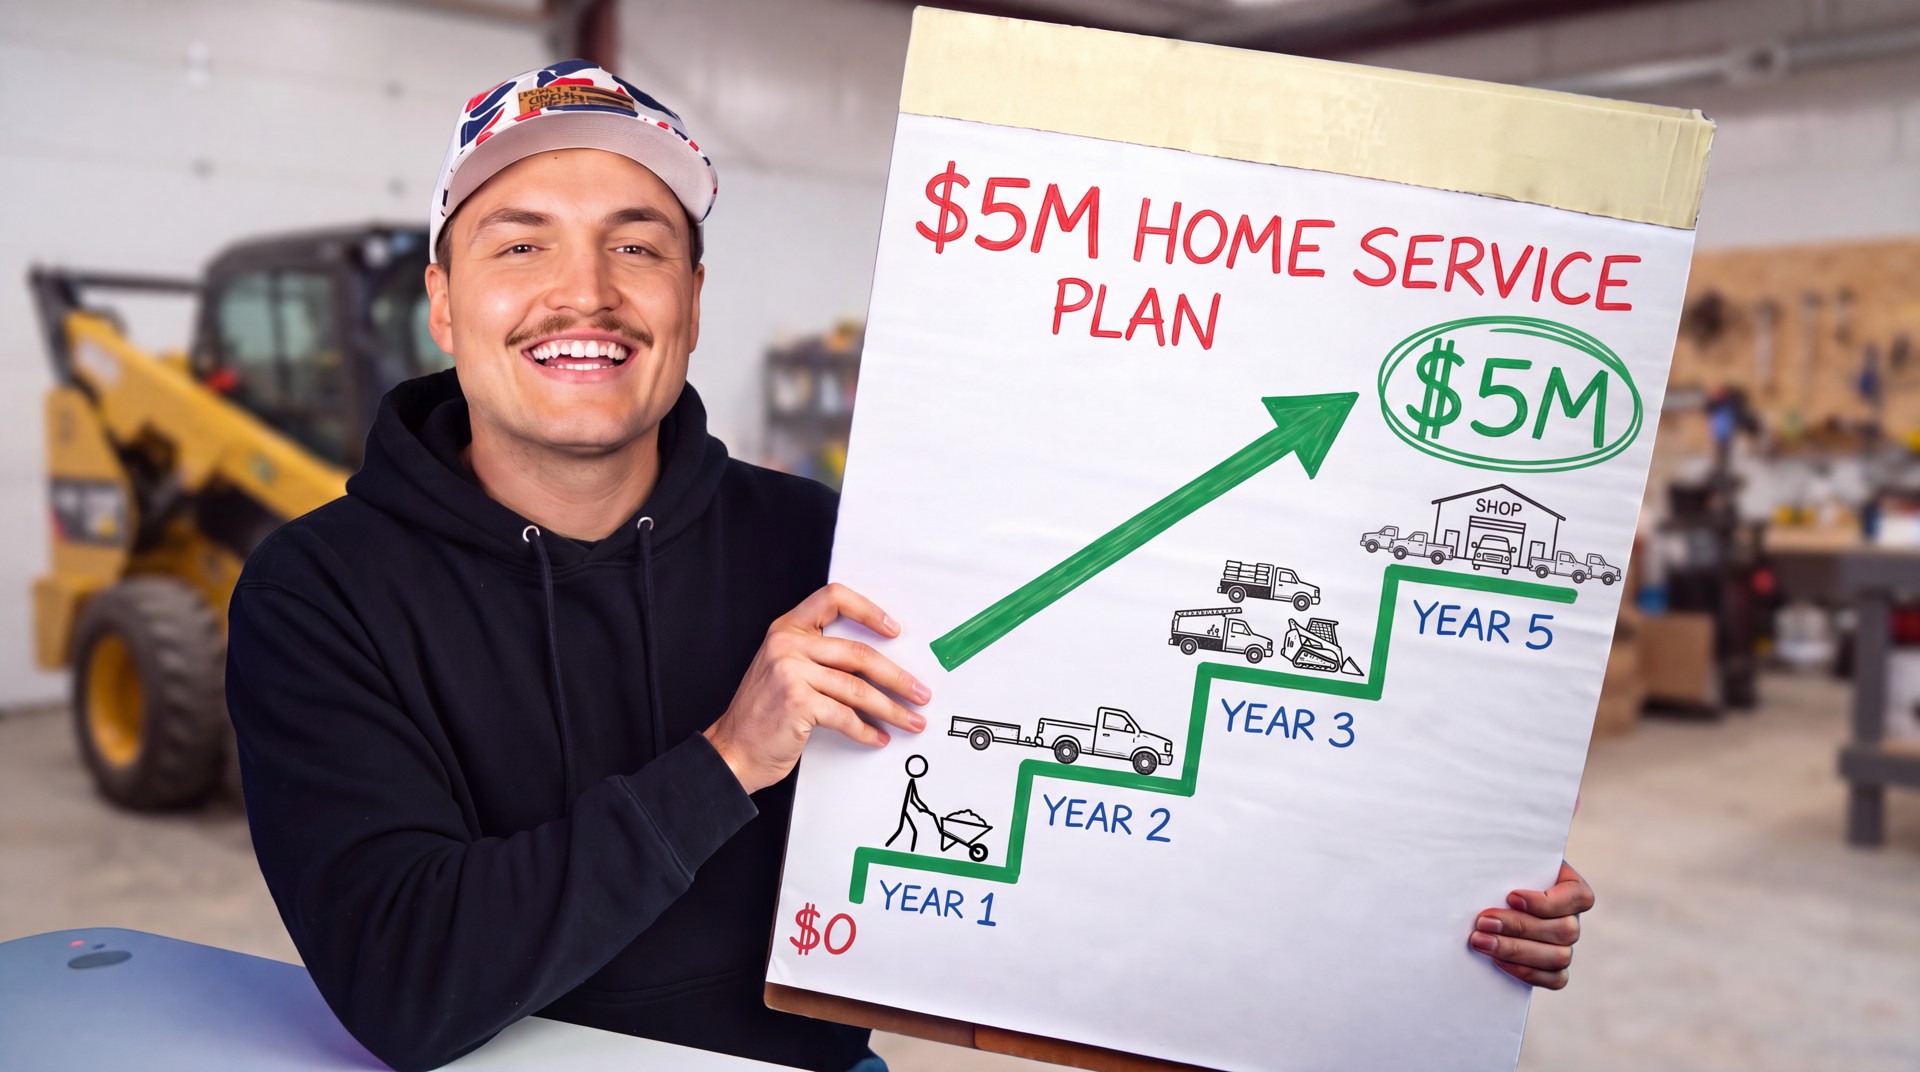 $5M HOME SERVICE
PLAN
$5M
SHOP
YEAR 5
YEAR 3
YEAR 2
YEAR 1
$0